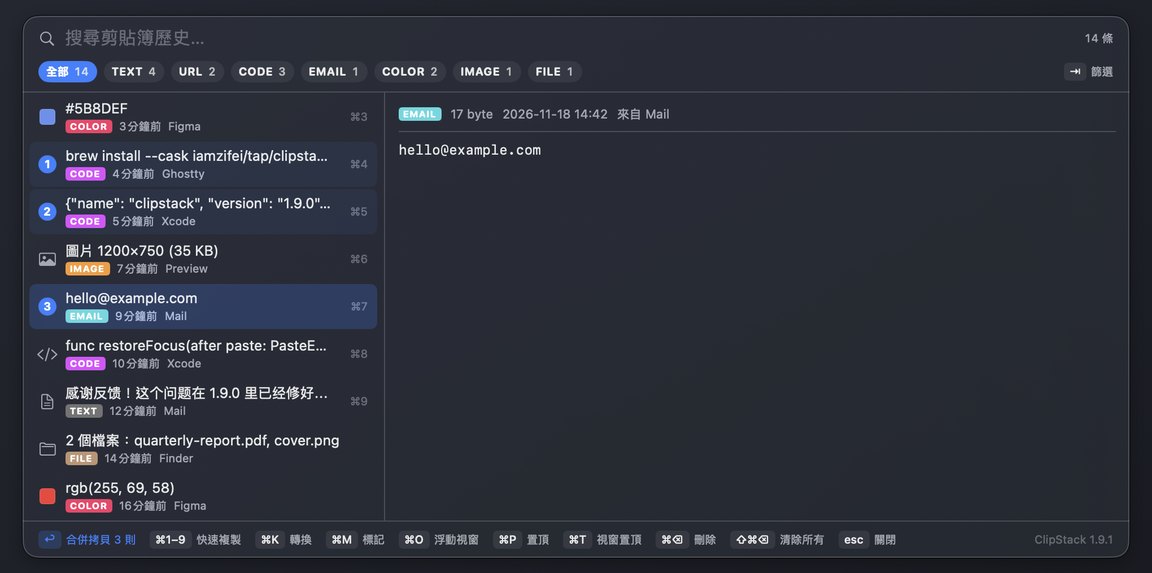 搜尋剪貼簿歷史...
14 條
全部 14 TEXT 4 URL 2 CODE 3 EMAIL 1 COLOR 2 IMAGE 1 FILE 1
⇥ 篩選
#5B8DEF
COLOR 3分鐘前 Figma
⌘3
1
brew install --cask iamzifei/tap/clipsta...
CODE 4分鐘前 Ghostty
⌘4
2
{"name": "clipstack", "version": "1.9.0"...
CODE 5分鐘前 Xcode
⌘5
圖片 1200×750 (35 KB)
IMAGE 7分鐘前 Preview
⌘6
3
hello@example.com
EMAIL 9分鐘前 Mail
⌘7
</> func restoreFocus(after paste: PasteE...
CODE 10分鐘前 Xcode
⌘8
感谢反馈！这个问题在 1.9.0 里已经修好...
TEXT 12分鐘前 Mail
⌘9
2 個檔案：quarterly-report.pdf, cover.png
FILE 14分鐘前 Finder
rgb(255, 69, 58)
COLOR 16分鐘前 Figma
EMAIL 17 byte 2026-11-18 14:42 來自 Mail
hello@example.com
↩ 合併拷貝 3 則 ⌘1–9 快速複製 ⌘K 轉換 ⌘M 標記 ⌘O 浮動視窗 ⌘P 置頂 ⌘T 視窗置頂 ⌘⌫ 刪除 ⇧⌘⌫ 清除所有 esc 關閉
ClipStack 1.9.1